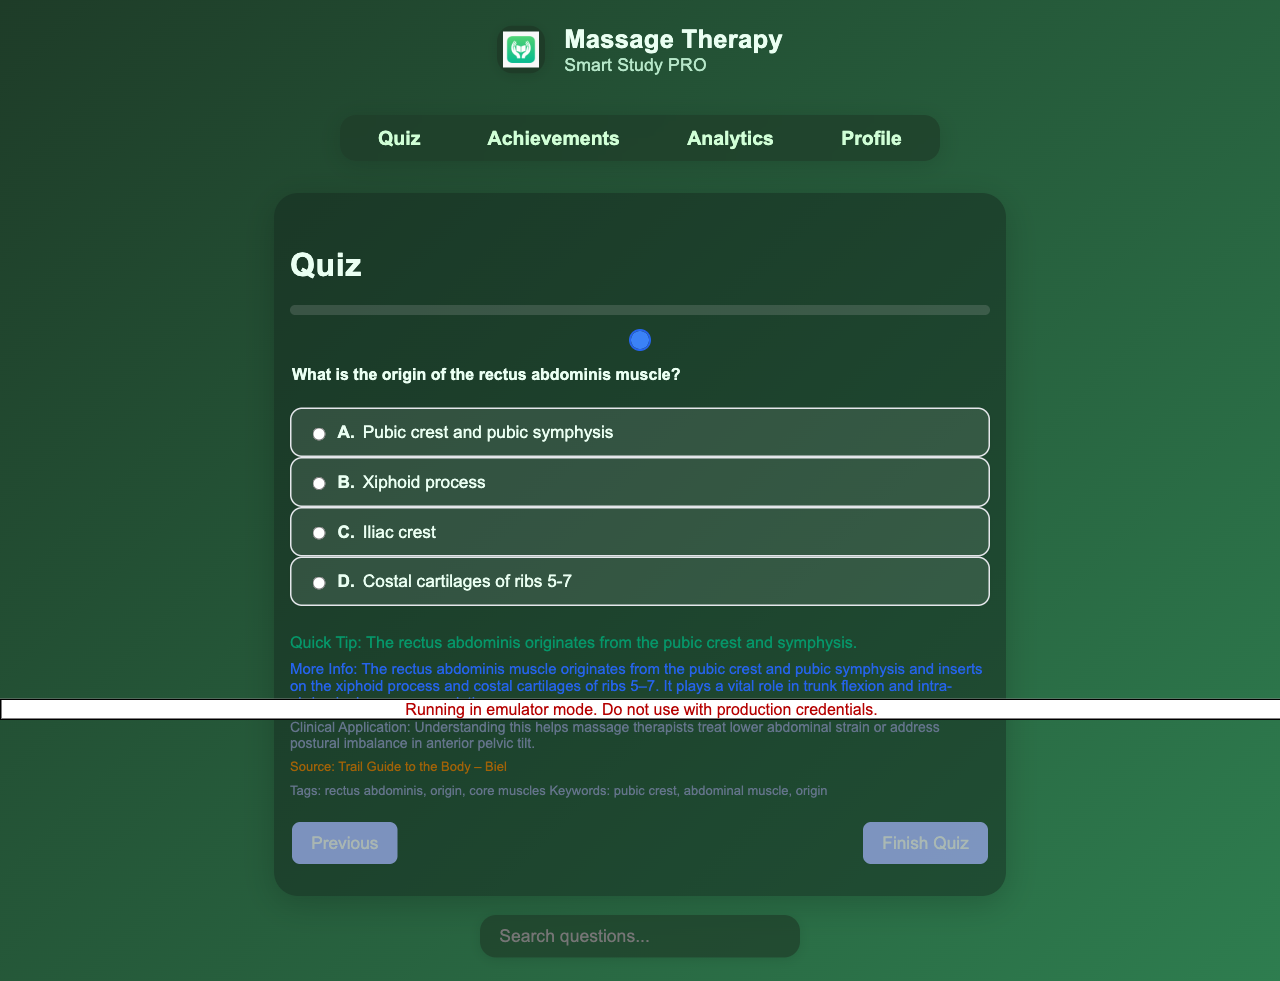 Massage Therapy
Smart Study PRO
Quiz Achievements Analytics Profile
Quiz
What is the origin of the rectus abdominis muscle?
A. Pubic crest and pubic symphysis
B. Xiphoid process
C. Iliac crest
D. Costal cartilages of ribs 5-7
Quick Tip: The rectus abdominis originates from the pubic crest and symphysis.
More Info: The rectus abdominis muscle originates from the pubic crest and pubic symphysis and inserts
on the xiphoid process and costal cartilages of ribs 5–7. It plays a vital role in trunk flexion and intra-
Running in emulator mode. Do not use with production credentials.
Clinical Application: Understanding this helps massage therapists treat lower abdominal strain or address
postural imbalance in anterior pelvic tilt.
Source: Trail Guide to the Body – Biel
Tags: rectus abdominis, origin, core muscles Keywords: pubic crest, abdominal muscle, origin
Previous Finish Quiz
Search questions...